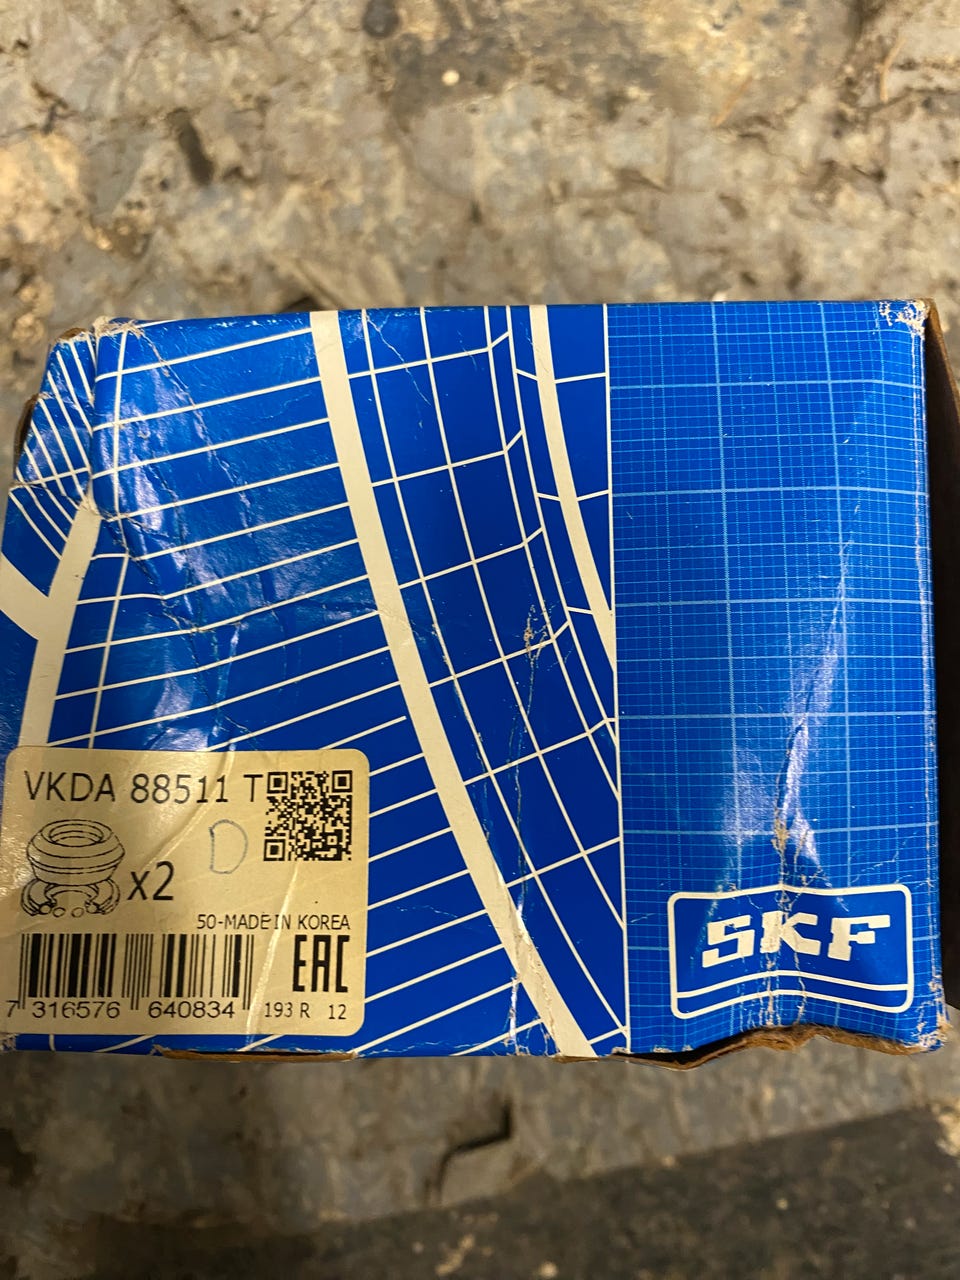 VKDA 88511 T
D
x2
50-MADE IN KOREA
EAC
7 316576 640834
193 R 12
SKF